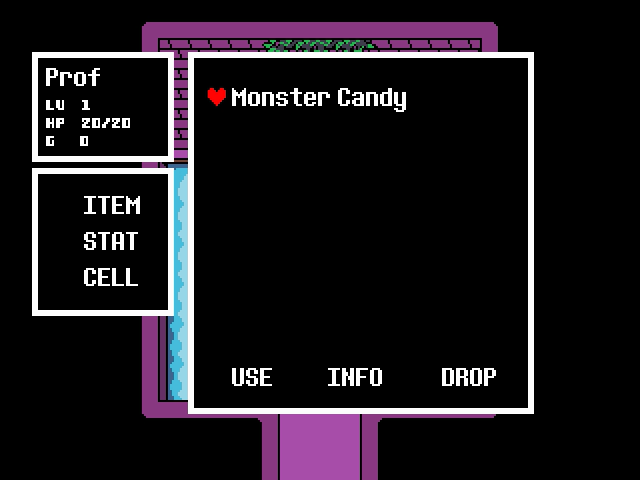 Prof
LV 1
HP 20/20
G 0
ITEM
STAT
CELL
Monster Candy
USE INFO DROP